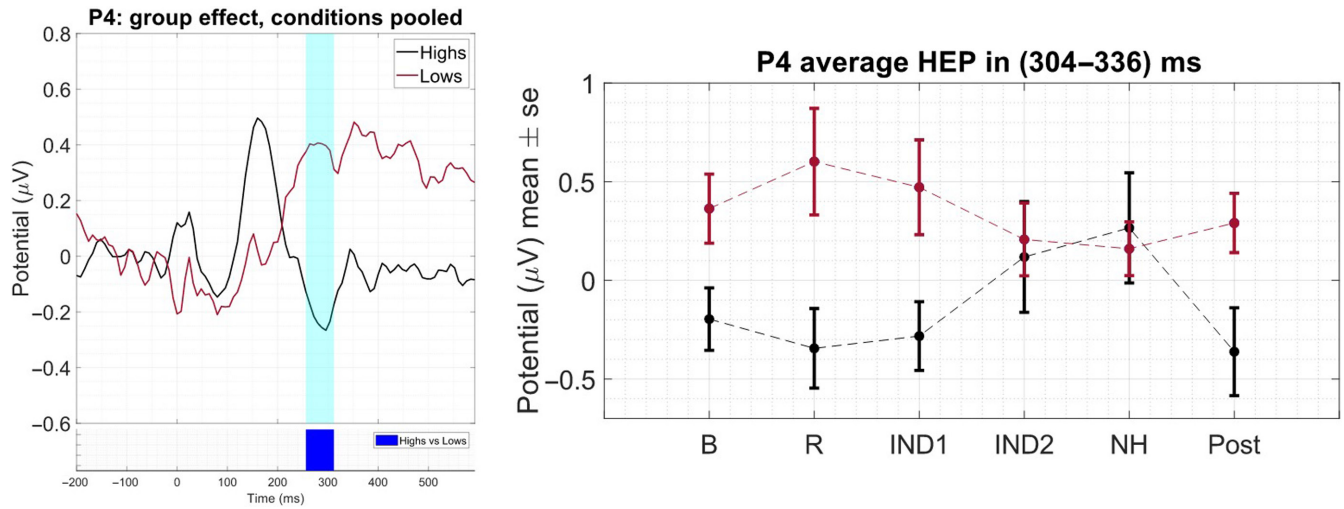 P4: group effect, conditions pooled
Highs
Lows
Potential (μV)
0.8
0.6
0.4
0.2
0
−0.2
−0.4
−0.6
Highs vs Lows
−200 −100 0 100 200 300 400 500
Time (ms)
P4 average HEP in (304–336) ms
Potential (μV) mean ± se
1
0.5
0
−0.5
B R IND1 IND2 NH Post